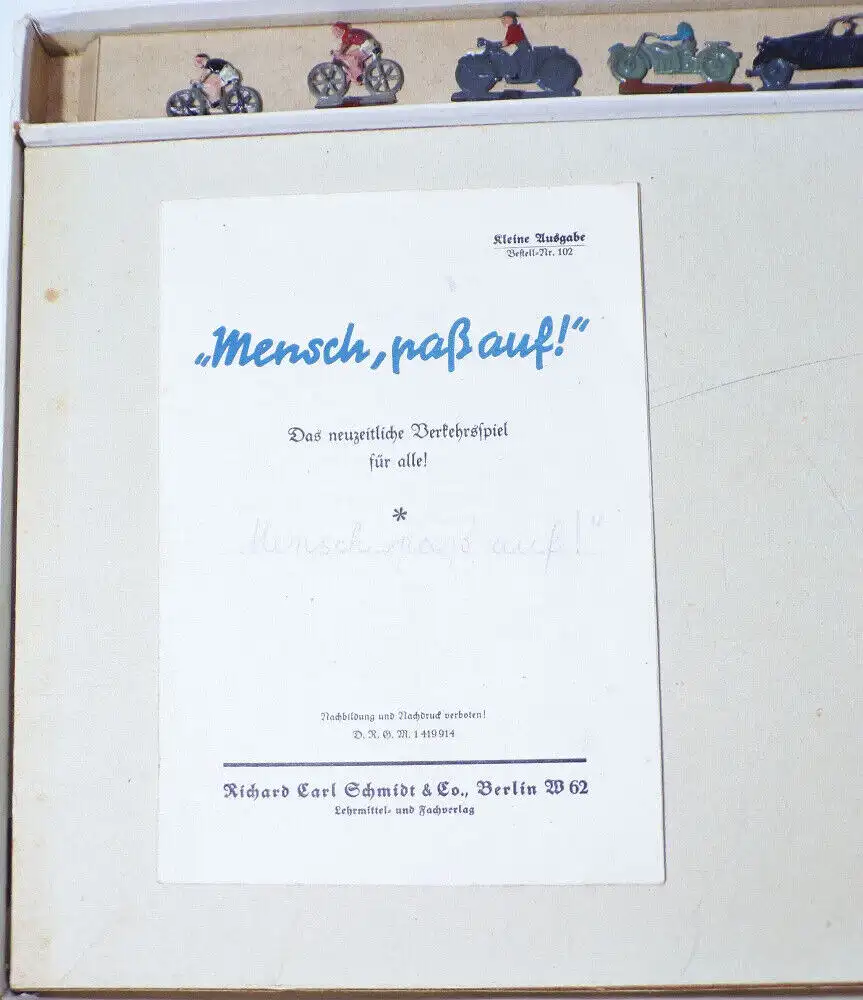 Kleine Ausgabe
Bestell-Nr. 102
„Mensch, paß auf!“
Das neuzeitliche Verkehrsspiel
für alle!
*
Mensch, paß auf!“
Nachbildung und Nachdruck verboten!
D. R. G. M. 1 419 914
Richard Carl Schmidt & Co., Berlin W 62
Lehrmittel- und Fachverlag